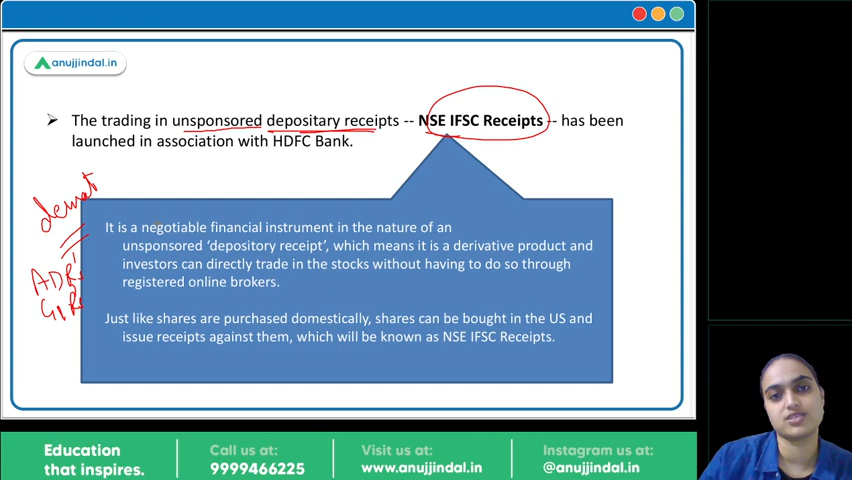 anujjindal.in
The trading in unsponsored depositary receipts -- NSE IFSC Receipts -- has been
launched in association with HDFC Bank.
demat
ADRs
GDRs
It is a negotiable financial instrument in the nature of an
unsponsored ‘depository receipt’, which means it is a derivative product and
investors can directly trade in the stocks without having to do so through
registered online brokers.
Just like shares are purchased domestically, shares can be bought in the US and
issue receipts against them, which will be known as NSE IFSC Receipts.
Education
that inspires.
Call us at:
9999466225
Visit us at:
www.anujjindal.in
Instagram us at:
@anujjindal.in